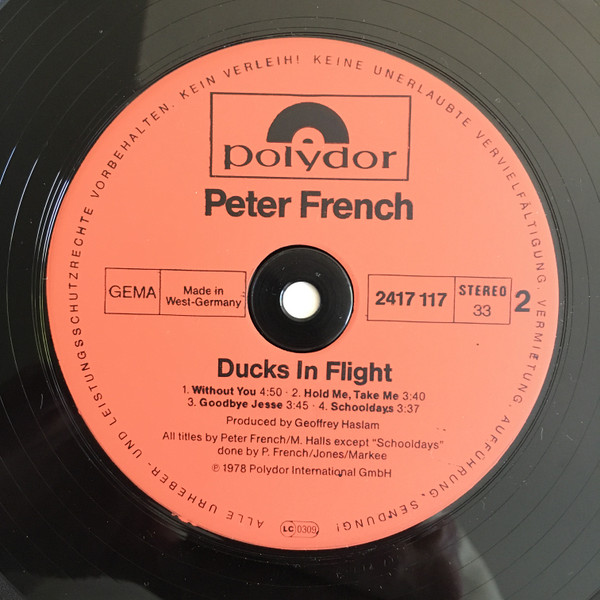 ALLE URHEBER- UND LEISTUNGSSCHUTZRECHTE VORBEHALTEN. KEIN VERLEIH! KEINE UNERLAUBTE VERVIELFÄLTIGUNG, VERMIETUNG, AUFFÜHRUNG, SENDUNG!
polydor
Peter French
GEMA
Made in
West-Germany
2417 117
STEREO
33
2
Ducks In Flight
1. Without You 4:50 · 2. Hold Me, Take Me 3:40
3. Goodbye Jesse 3:45 · 4. Schooldays 3:37
Produced by Geoffrey Haslam
All titles by Peter French/M. Halls except "Schooldays"
done by P. French/Jones/Markee
℗ 1978 Polydor International GmbH
LC 0309